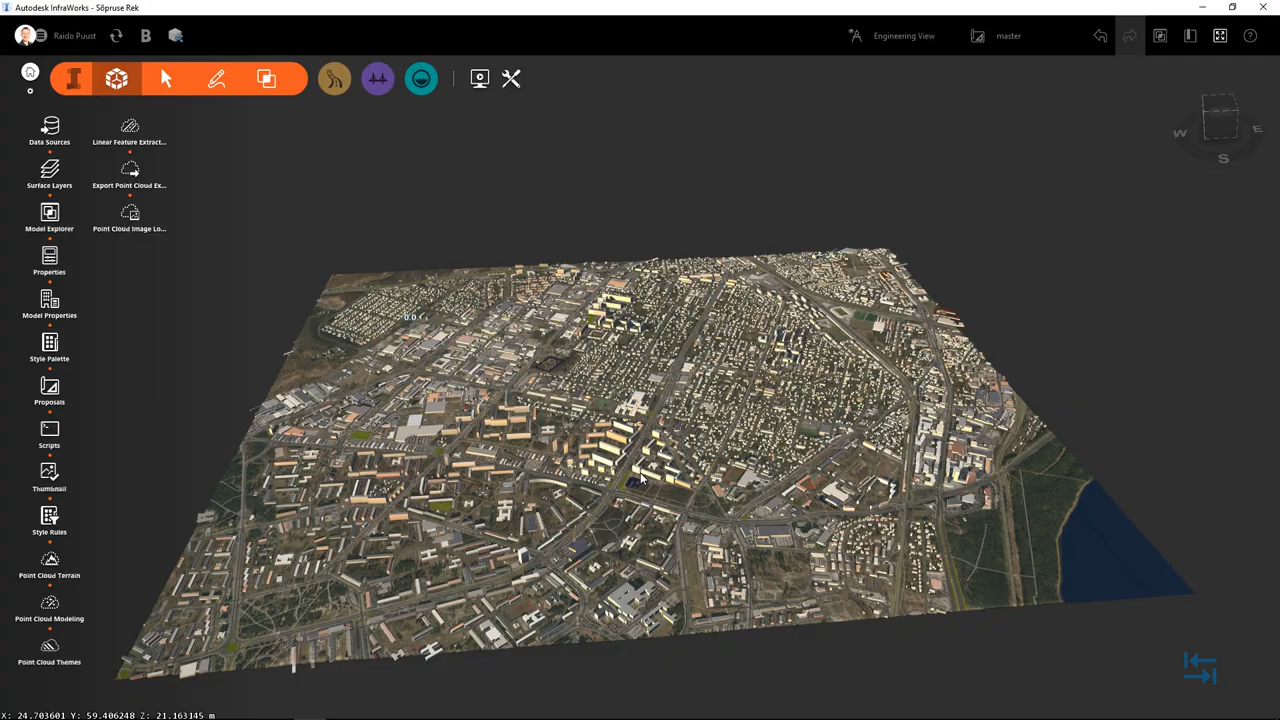 Autodesk InfraWorks - Sõpruse Rek
Raido Puust
B
Engineering View
master
Data Sources
Linear Feature Extract...
Surface Layers
Export Point Cloud Ex...
Model Explorer
Point Cloud Image Lo...
Properties
Model Properties
Style Palette
Proposals
Scripts
Thumbnail
Style Rules
Point Cloud Terrain
Point Cloud Modeling
Point Cloud Themes
W
E
S
X: 24.703601 Y: 59.406248 Z: 21.163145 m